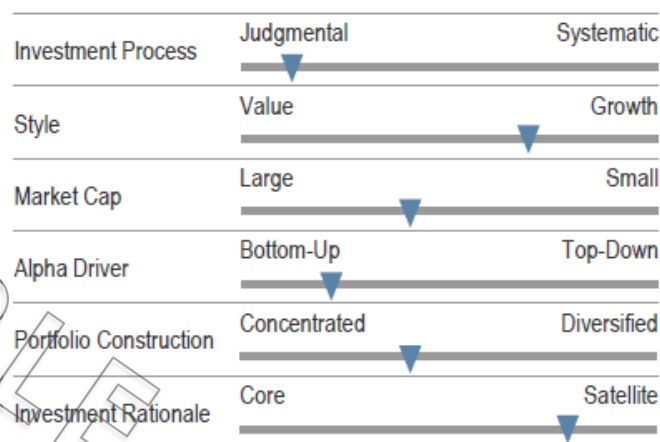 Judgmental Systematic
Investment Process
Value Growth
Style
Large Small
Market Cap
Bottom-Up Top-Down
Alpha Driver
Concentrated Diversified
Portfolio Construction
Core Satellite
Investment Rationale
PLE